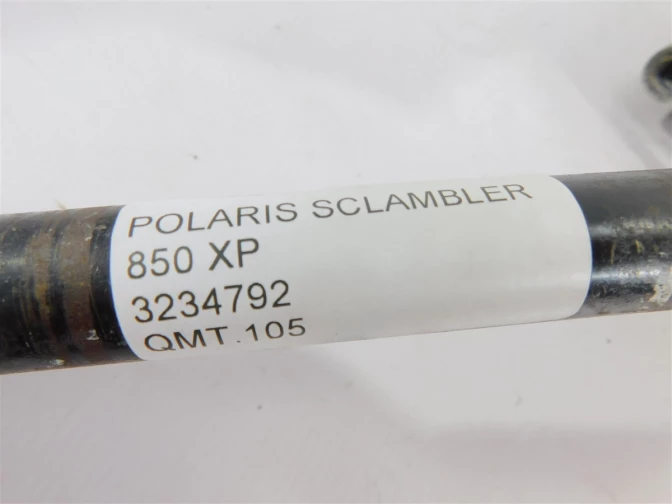 POLARIS SCLAMBLER
850 XP
3234792
QMT.105